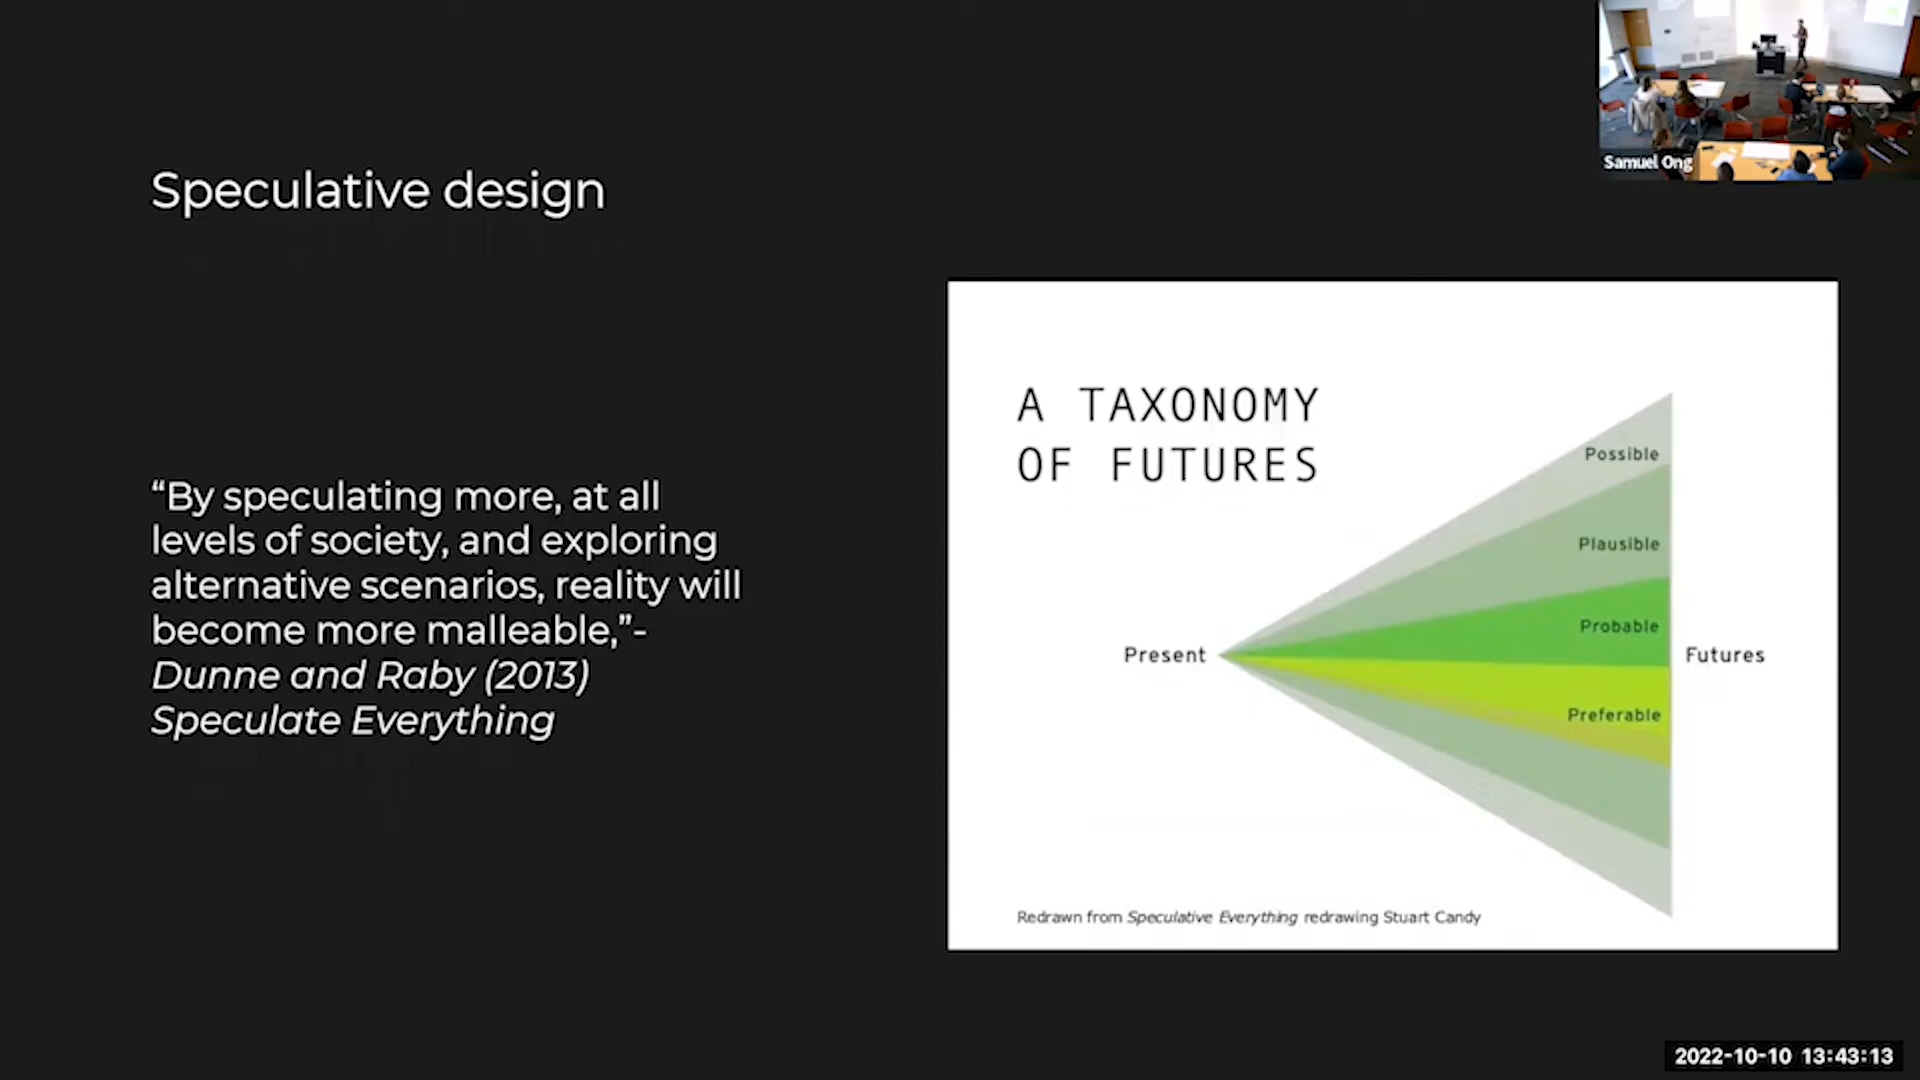 Samuel Ong
Speculative design
“By speculating more, at all
levels of society, and exploring
alternative scenarios, reality will
become more malleable,”-
Dunne and Raby (2013)
Speculate Everything
A TAXONOMY
OF FUTURES
Possible
Plausible
Probable
Present
Futures
Preferable
Redrawn from Speculative Everything redrawing Stuart Candy
2022-10-10 13:43:13